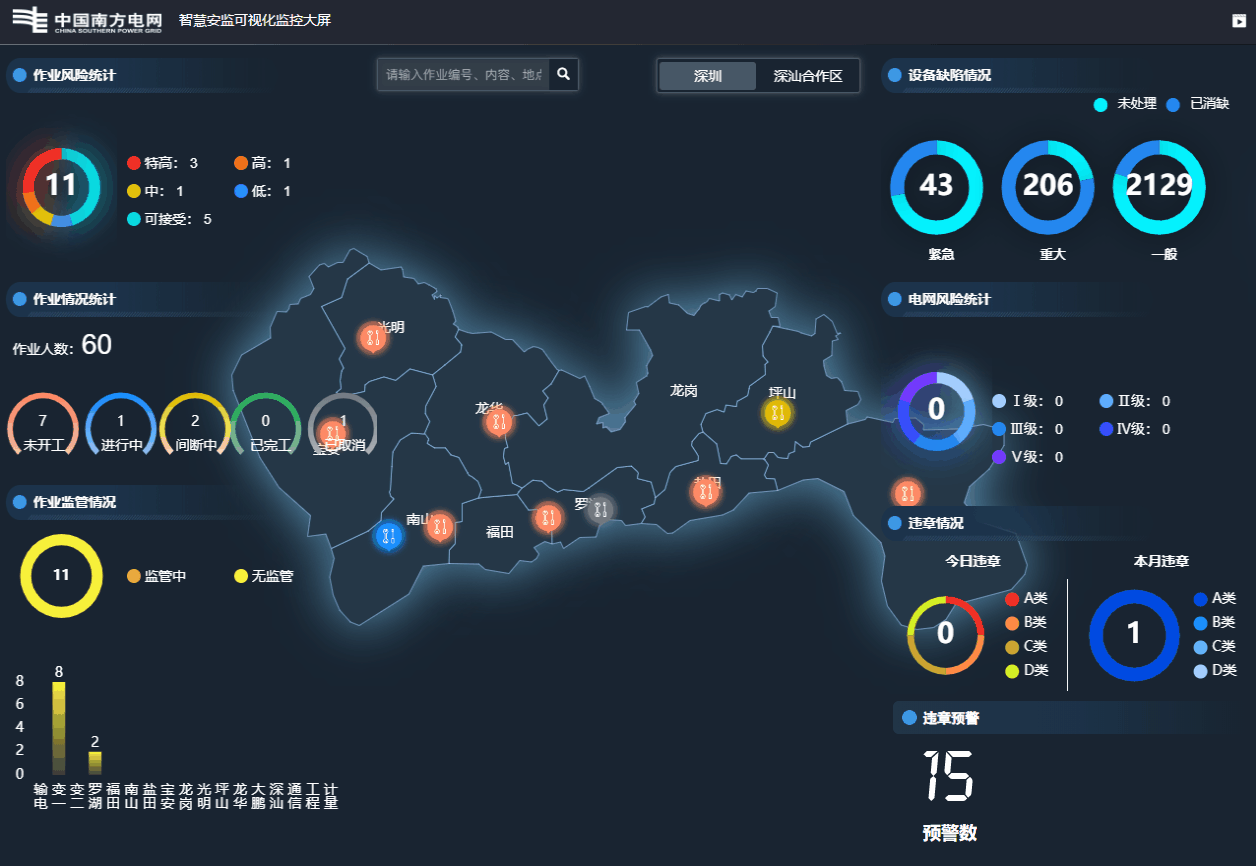 中国南方电网
CHINA SOUTHERN POWER GRID
智慧安监可视化监控大屏
作业风险统计
11
特高： 3
高： 1
中： 1
低： 1
可接受： 5
请输入作业编号、内容、地点
深圳
深汕合作区
设备缺陷情况
未处理
已消缺
43
206
2129
紧急
重大
一般
作业情况统计
作业人数: 60
7
未开工
1
进行中
2
间断中
0
已完工
1
已取消
光明
龙华
龙岗
坪山
南山
福田
盐田
电网风险统计
0
Ⅰ级： 0
Ⅱ级： 0
Ⅲ级： 0
Ⅳ级： 0
Ⅴ级： 0
作业监管情况
11
监管中
无监管
8
6
4
2
0
8
2
输电
变一
变二
罗湖
福田
南山
盐田
宝安
龙岗
光明
坪山
龙华
大鹏
深汕
通信
工程
计量
违章情况
今日违章
0
A类
B类
C类
D类
本月违章
1
A类
B类
C类
D类
违章预警
15
预警数